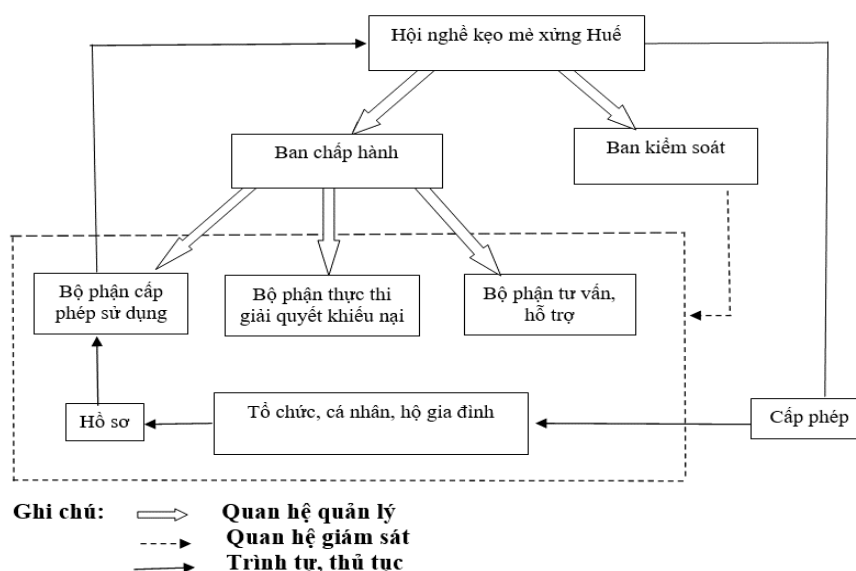 Hội nghề kẹo mè xửng Huế
Ban chấp hành
Ban kiểm soát
Bộ phận cấp
phép sử dụng
Bộ phận thực thi
giải quyết khiếu nại
Bộ phận tư vấn,
hỗ trợ
Hồ sơ
Tổ chức, cá nhân, hộ gia đình
Cấp phép
Ghi chú:
Quan hệ quản lý
Quan hệ giám sát
Trình tự, thủ tục